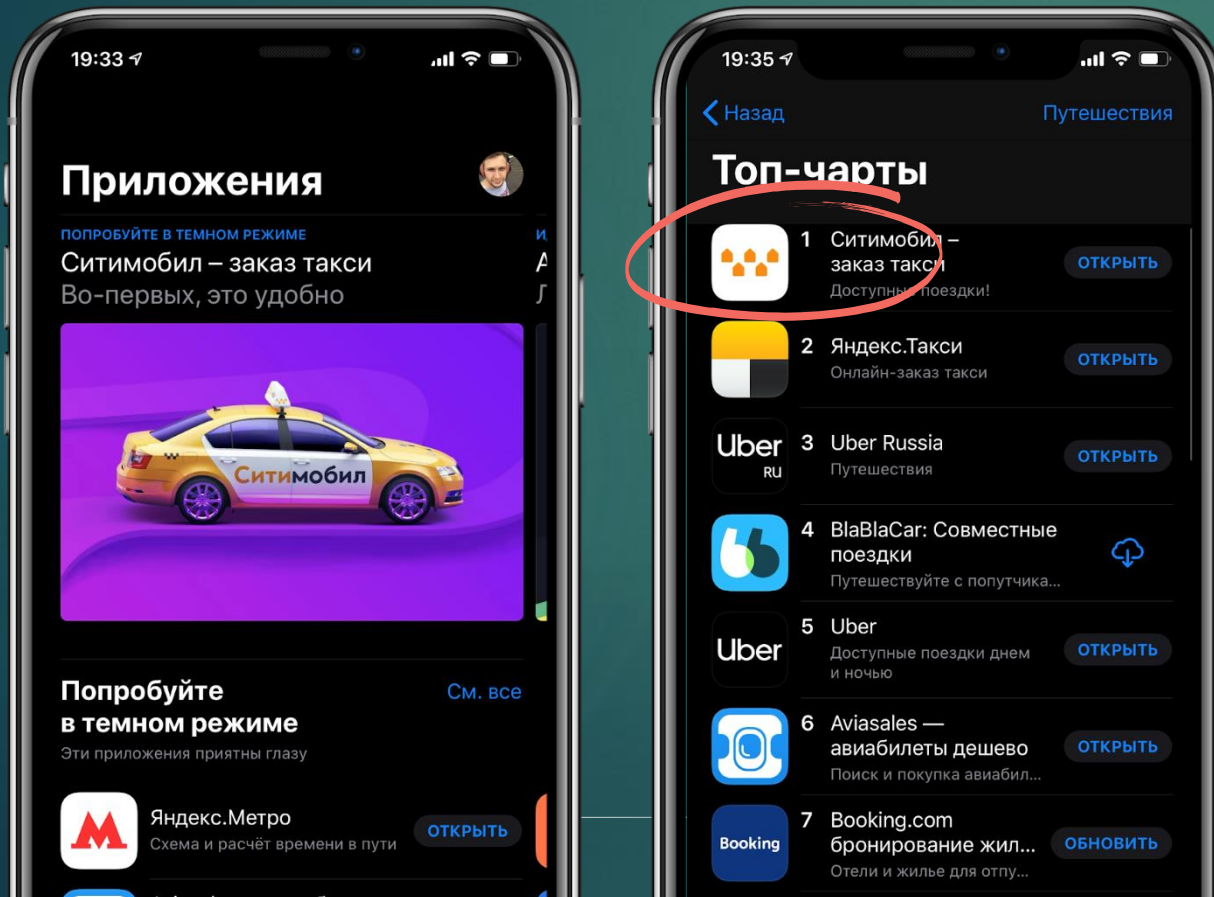 19:33
Приложения
ПОПРОБУЙТЕ В ТЕМНОМ РЕЖИМЕ
Ситимобил – заказ такси
Во-первых, это удобно
Ситимобил
Попробуйте
в темном режиме
См. все
Эти приложения приятны глазу
Яндекс.Метро
Схема и расчёт времени в пути
ОТКРЫТЬ
19:35
Назад
Путешествия
Топ-чарты
1 Ситимобил –
заказ такси
Доступные поездки!
ОТКРЫТЬ
2 Яндекс.Такси
Онлайн-заказ такси
ОТКРЫТЬ
Uber
RU
3 Uber Russia
Путешествия
ОТКРЫТЬ
4 BlaBlaCar: Совместные
поездки
Путешествуйте с попутчика...
Uber
5 Uber
Доступные поездки днем
и ночью
ОТКРЫТЬ
6 Aviasales —
авиабилеты дешево
Поиск и покупка авиабил...
ОТКРЫТЬ
Booking
7 Booking.com
бронирование жил...
Отели и жилье для отпу...
ОБНОВИТЬ